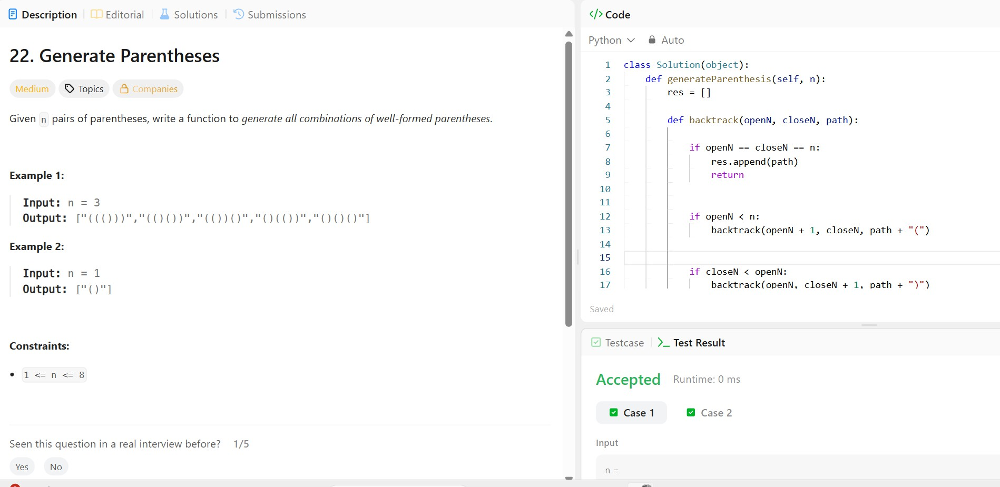 Description | Editorial | Solutions | Submissions
22. Generate Parentheses
Medium Topics Companies
Given n pairs of parentheses, write a function to generate all combinations of well-formed parentheses.
Example 1:
Input: n = 3
Output: ["((()))","(()())","(())()","()(())","()()()"]
Example 2:
Input: n = 1
Output: ["()"]
Constraints:
• 1 <= n <= 8
Seen this question in a real interview before? 1/5
Yes No
</> Code
Python Auto
1 class Solution(object):
2     def generateParenthesis(self, n):
3         res = []
4
5         def backtrack(openN, closeN, path):
6
7             if openN == closeN == n:
8                 res.append(path)
9                 return
10
11
12             if openN < n:
13                 backtrack(openN + 1, closeN, path + "(")
14
15
16             if closeN < openN:
17                 backtrack(openN, closeN + 1, path + ")")
Saved
Testcase | >_ Test Result
Accepted Runtime: 0 ms
Case 1 Case 2
Input
n =